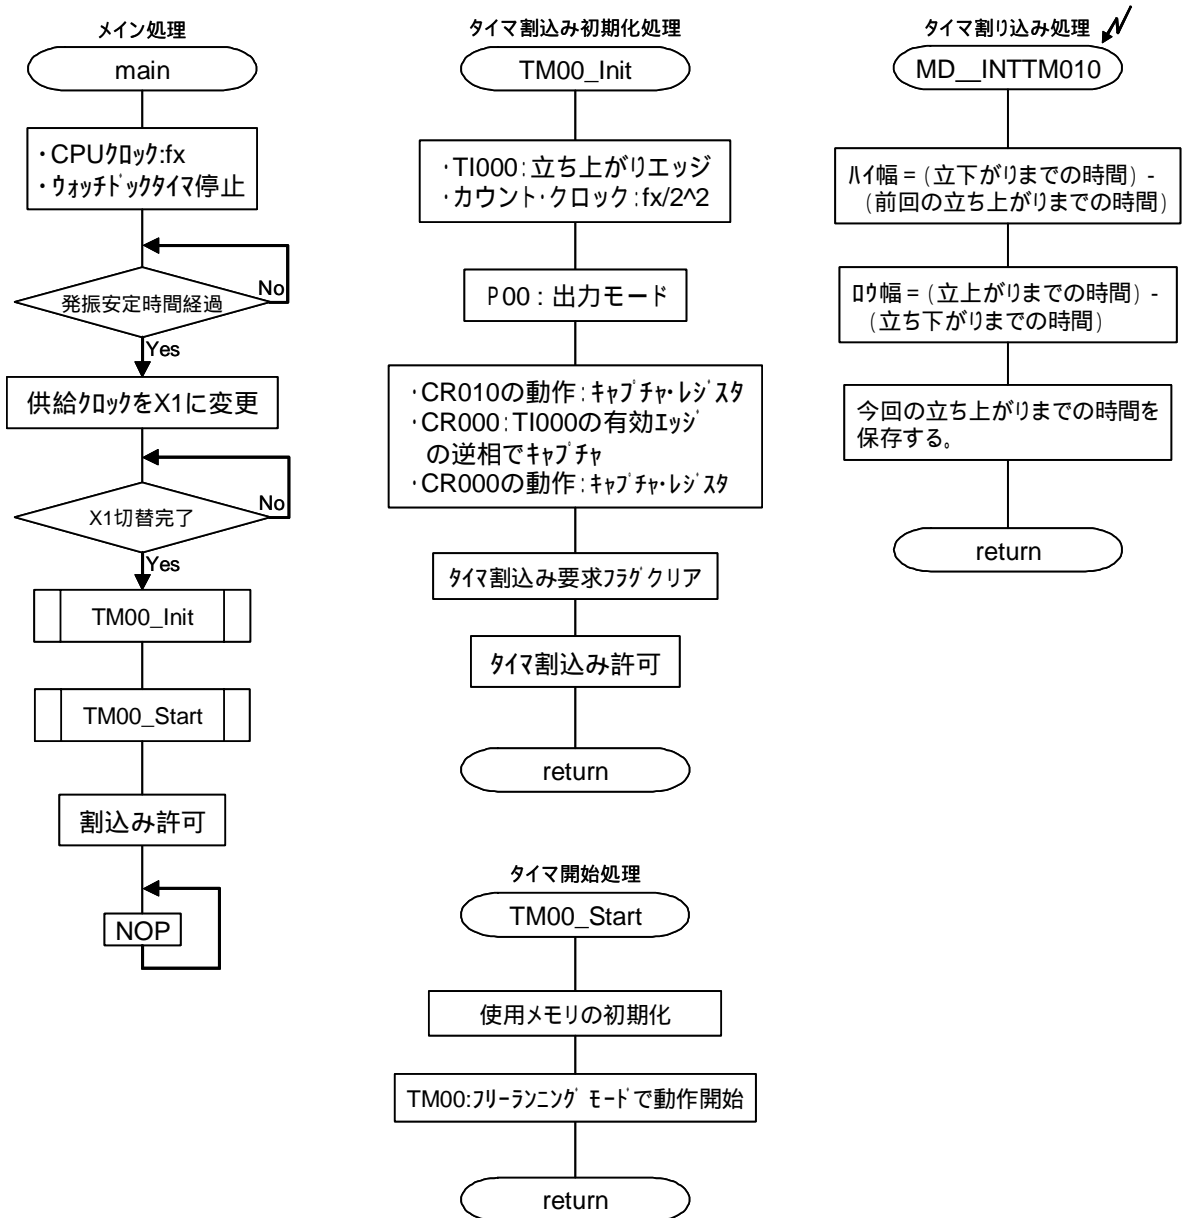 メイン処理
main
・CPUｸﾛｯｸ:fx
・ｳｫｯﾁﾄﾞｯｸﾀｲﾏ停止
No
発振安定時間経過
Yes
供給ｸﾛｯｸをX1に変更
No
X1切替完了
Yes
TM00_Init
TM00_Start
割込み許可
NOP
タイマ割込み初期化処理
TM00_Init
・TI000:立ち上がりエッジ
・カウント・クロック:fx/2^2
P00:出力モード
・CR010の動作:ｷｬﾌﾟﾁｬ・ﾚｼﾞｽﾀ
・CR000:TI000の有効ｴｯｼﾞ
の逆相でｷｬﾌﾟﾁｬ
・CR000の動作:ｷｬﾌﾟﾁｬ・ﾚｼﾞｽﾀ
ﾀｲﾏ割込み要求ﾌﾗｸﾞクリア
ﾀｲﾏ割込み許可
return
タイマ開始処理
TM00_Start
使用メモリの初期化
TM00:ﾌﾘｰﾗﾝﾆﾝｸﾞﾓｰﾄﾞで動作開始
return
タイマ割り込み処理
MD__INTTM010
ﾊｲ幅=(立下がりまでの時間) -
(前回の立ち上がりまでの時間)
ﾛｳ幅=(立上がりまでの時間) -
(立ち下がりまでの時間)
今回の立ち上がりまでの時間を
保存する。
return